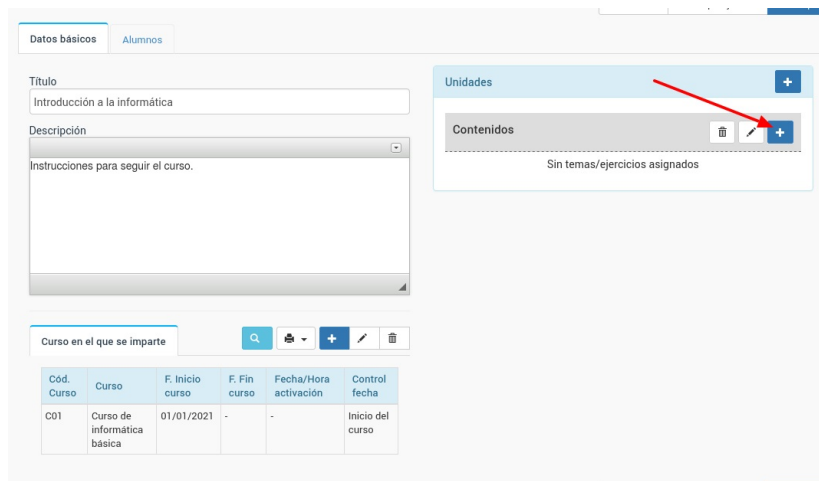 Datos básicos
Alumnos
Título
Introducción a la informática
Descripción
Instrucciones para seguir el curso.
Unidades
Contenidos
Sin temas/ejercicios asignados
Curso en el que se imparte
Cód. Curso
Curso
F. Inicio curso
F. Fin curso
Fecha/Hora activación
Control fecha
C01
Curso de informática básica
01/01/2021
-
-
Inicio del curso